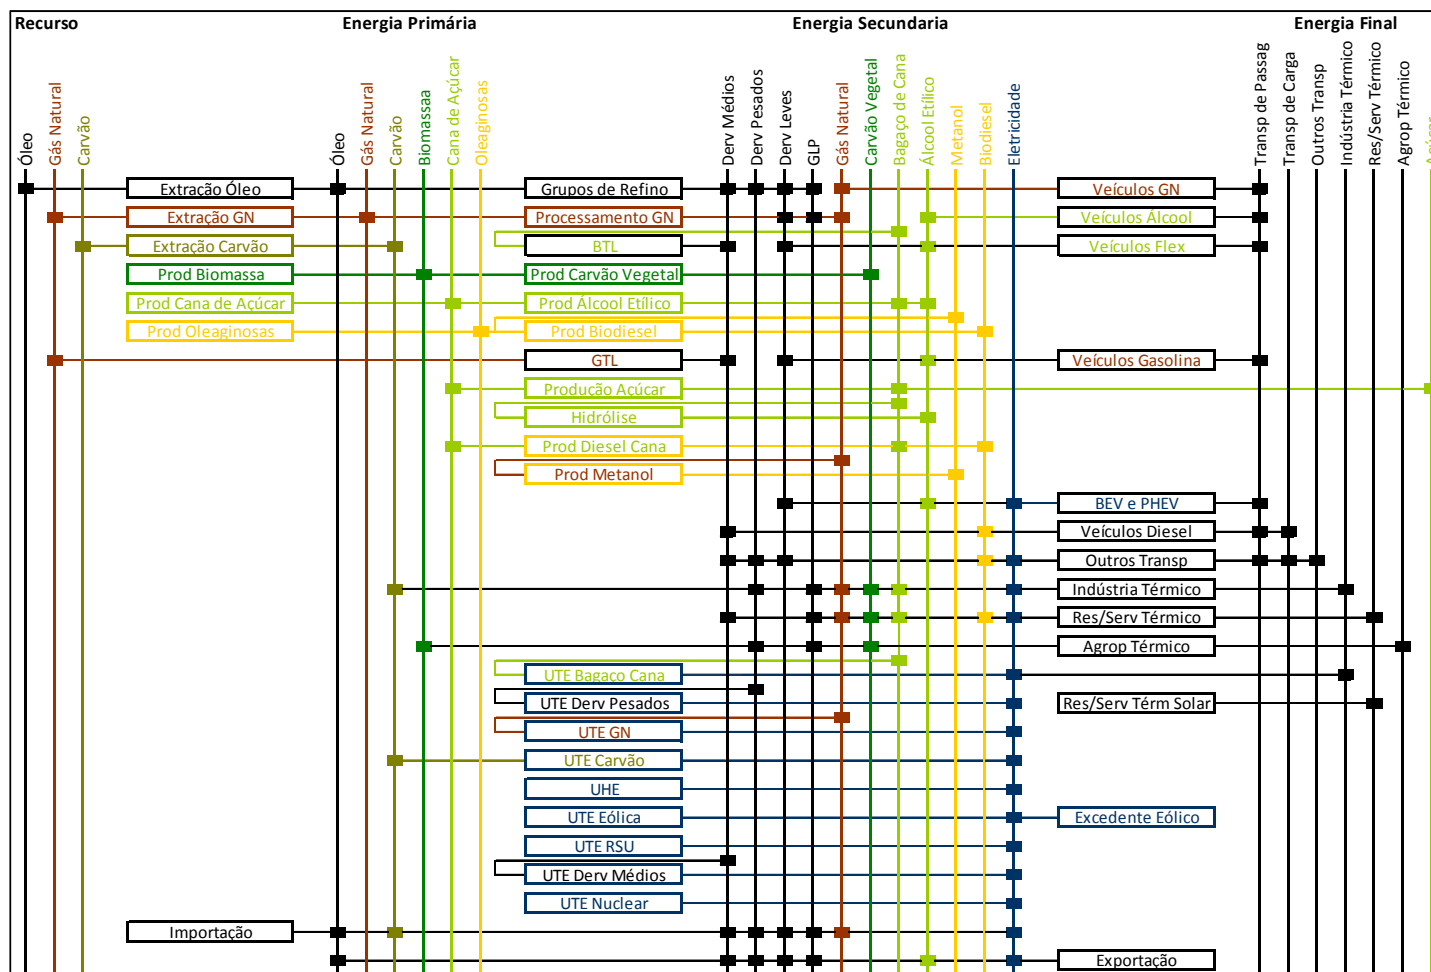 Recurso
Energia Primária
Energia Secundaria
Energia Final
Óleo
Gás Natural
Carvão
Óleo
Gás Natural
Carvão
Biomassaa
Cana de Açúcar
Oleaginosas
Derv Médios
Derv Pesados
Derv Leves
GLP
Gás Natural
Carvão Vegetal
Bagaço de Cana
Álcool Etílico
Metanol
Biodiesel
Eletricidade
Transp de Passag
Transp de Carga
Outros Transp
Indústria Térmico
Res/Serv Térmico
Agrop Térmico
Açúcar
Extração Óleo
Grupos de Refino
Veículos GN
Extração GN
Processamento GN
Veículos Álcool
Extração Carvão
BTL
Veículos Flex
Prod Biomassa
Prod Carvão Vegetal
Prod Cana de Açúcar
Prod Álcool Etílico
Prod Oleaginosas
Prod Biodiesel
GTL
Veículos Gasolina
Produção Açúcar
Hidrólise
Prod Diesel Cana
Prod Metanol
BEV e PHEV
Veículos Diesel
Outros Transp
Indústria Térmico
Res/Serv Térmico
Agrop Térmico
UTE Bagaço Cana
UTE Derv Pesados
Res/Serv Térm Solar
UTE GN
UTE Carvão
UHE
UTE Eólica
Excedente Eólico
UTE RSU
UTE Derv Médios
UTE Nuclear
Importação
Exportação